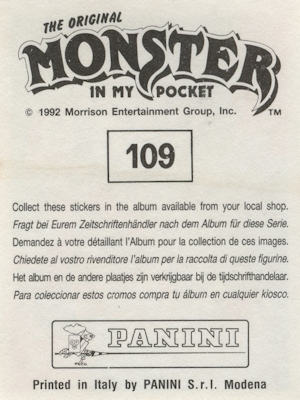 THE ORIGINAL
MONSTER
IN MY POCKET
© 1992 Morrison Entertainment Group, Inc. ™
109
Collect these stickers in the album available from your local shop.
Fragt bei Eurem Zeitschriftenhändler nach dem Album für diese Serie.
Demandez à votre détaillant l'Album pour la collection de ces images.
Chiedete al vostro rivenditore l'album per la raccolta di queste figurine.
Het album en de andere plaatjes zijn verkrijgbaar bij de tijdschrifthandelaar.
Para coleccionar estos cromos compra tu álbum en cualquier kiosco.
PANINI
Printed in Italy by PANINI S.r.l. Modena